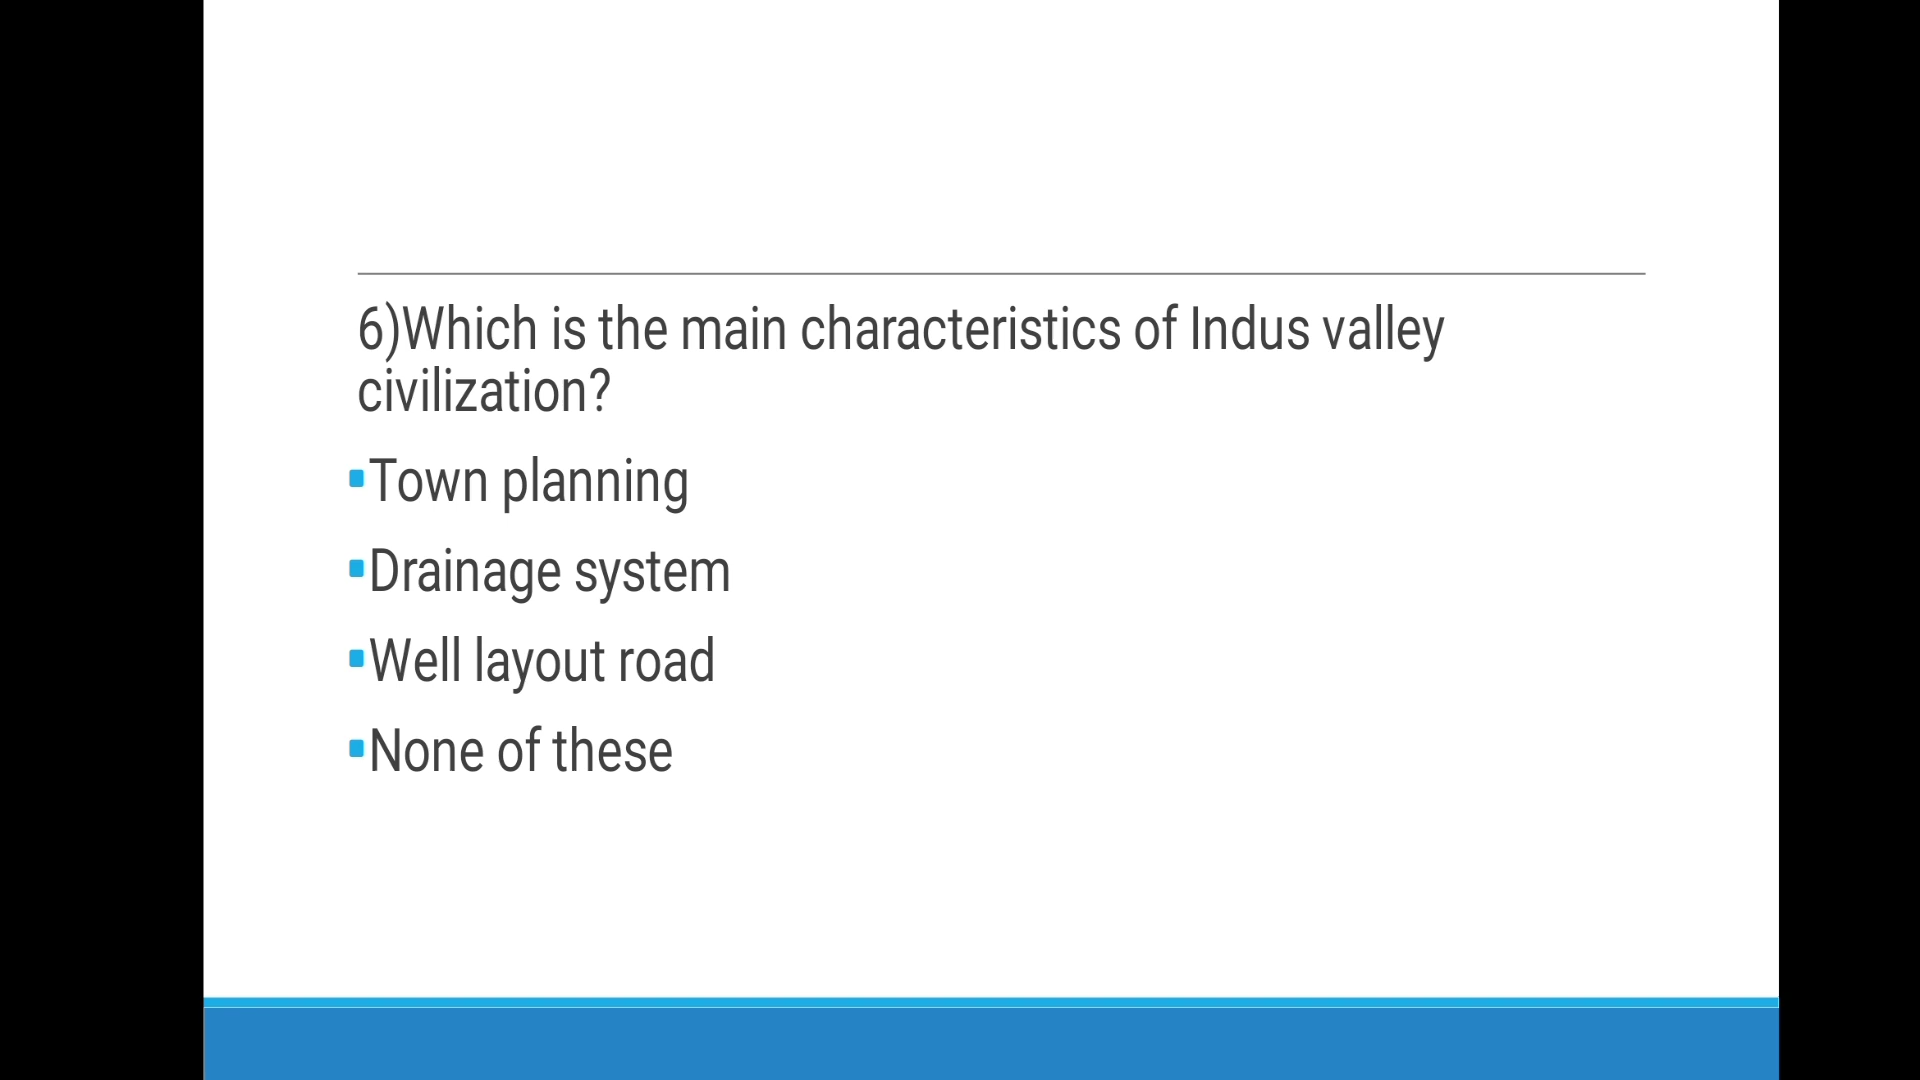 6)Which is the main characteristics of Indus valley
civilization?
▪Town planning
▪Drainage system
▪Well layout road
▪None of these